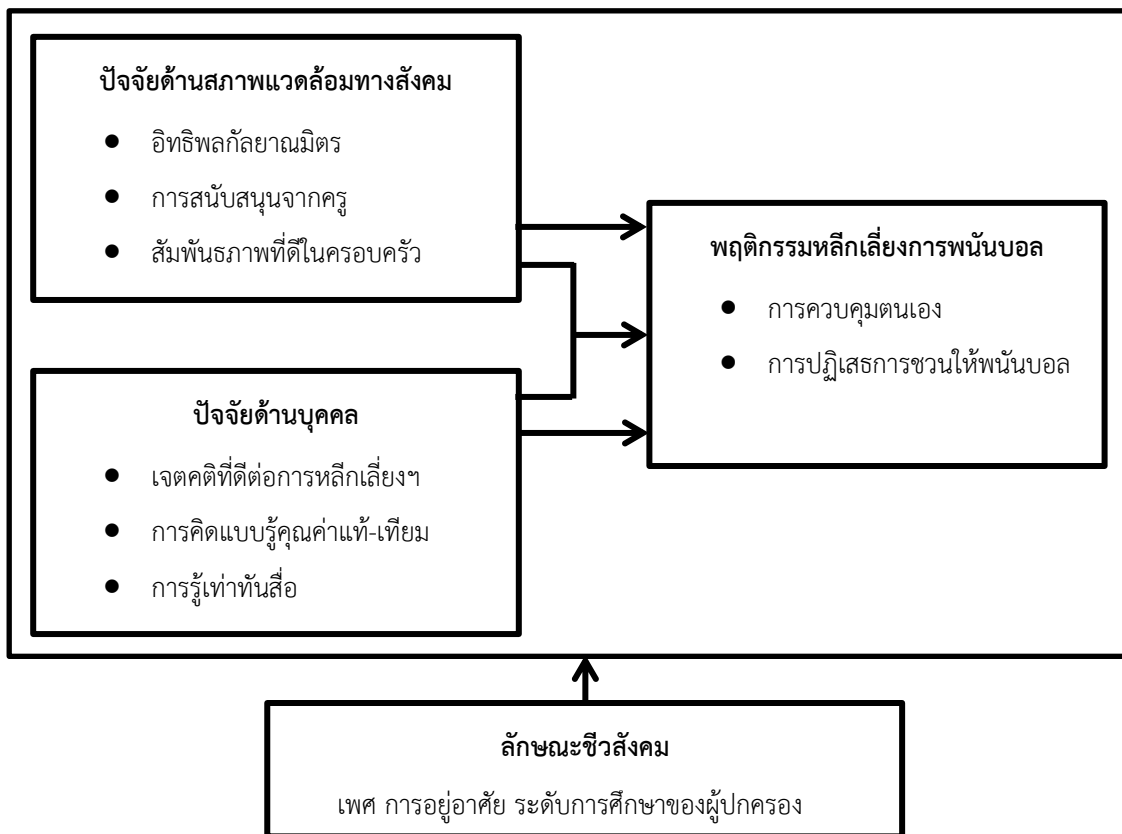 ปัจจัยด้านสภาพแวดล้อมทางสังคม
● อิทธิพลกัลยาณมิตร
● การสนับสนุนจากครู
● สัมพันธภาพที่ดีในครอบครัว
พฤติกรรมหลีกเลี่ยงการพนันบอล
● การควบคุมตนเอง
● การปฏิเสธการชวนให้พนันบอล
ปัจจัยด้านบุคคล
● เจตคติที่ดีต่อการหลีกเลี่ยงฯ
● การคิดแบบรู้คุณค่าแท้-เทียม
● การรู้เท่าทันสื่อ
ลักษณะชีวสังคม
เพศ การอยู่อาศัย ระดับการศึกษาของผู้ปกครอง